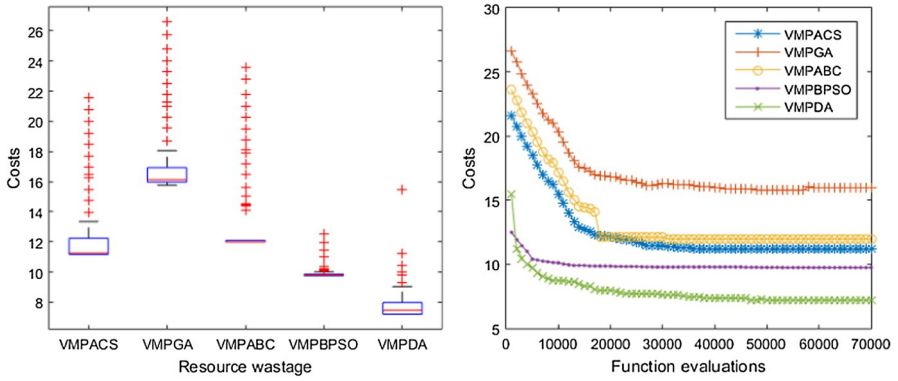 Costs
26
24
22
20
18
16
14
12
10
8
VMPACS VMPGA VMPABC VMPBPSO VMPDA
Resource wastage
Costs
30
25
20
15
10
5
0 10000 20000 30000 40000 50000 60000 70000
Function evaluations
VMPACS
VMPGA
VMPABC
VMPBPSO
VMPDA